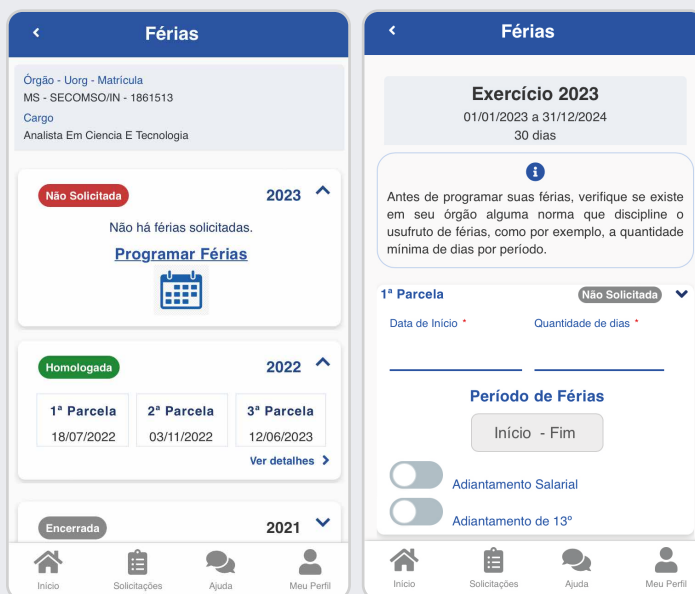 Férias
Órgão - Uorg - Matrícula
MS - SECOMSO/IN - 1861513
Cargo
Analista Em Ciencia E Tecnologia
Não Solicitada
2023
Não há férias solicitadas.
Programar Férias
Homologada
2022
1ª Parcela
18/07/2022
2ª Parcela
03/11/2022
3ª Parcela
12/06/2023
Ver detalhes
Encerrada
2021
Início
Solicitações
Ajuda
Meu Perfil
Férias
Exercício 2023
01/01/2023 a 31/12/2024
30 dias
Antes de programar suas férias, verifique se existe
em seu órgão alguma norma que discipline o
usufruto de férias, como por exemplo, a quantidade
mínima de dias por período.
1ª Parcela
Não Solicitada
Data de Início *
Quantidade de dias *
Período de Férias
Início - Fim
Adiantamento Salarial
Adiantamento de 13º
Início
Solicitações
Ajuda
Meu Perfil